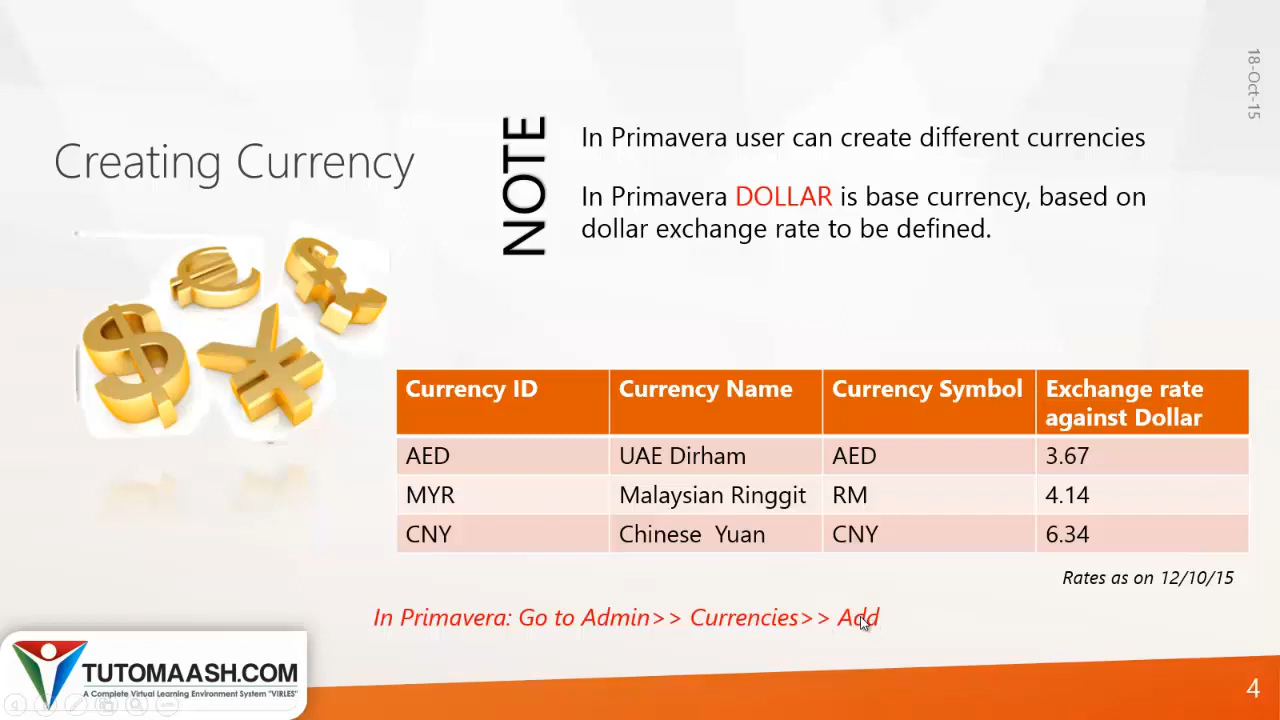 18-Oct-15
Creating Currency
NOTE
In Primavera user can create different currencies
In Primavera DOLLAR is base currency, based on
dollar exchange rate to be defined.
Currency ID Currency Name Currency Symbol Exchange rate
against Dollar
AED UAE Dirham AED 3.67
MYR Malaysian Ringgit RM 4.14
CNY Chinese Yuan CNY 6.34
Rates as on 12/10/15
In Primavera: Go to Admin>> Currencies>> Add
TUTOMAASH.COM
A Complete Virtual Learning Environment System "VIRLES"
4